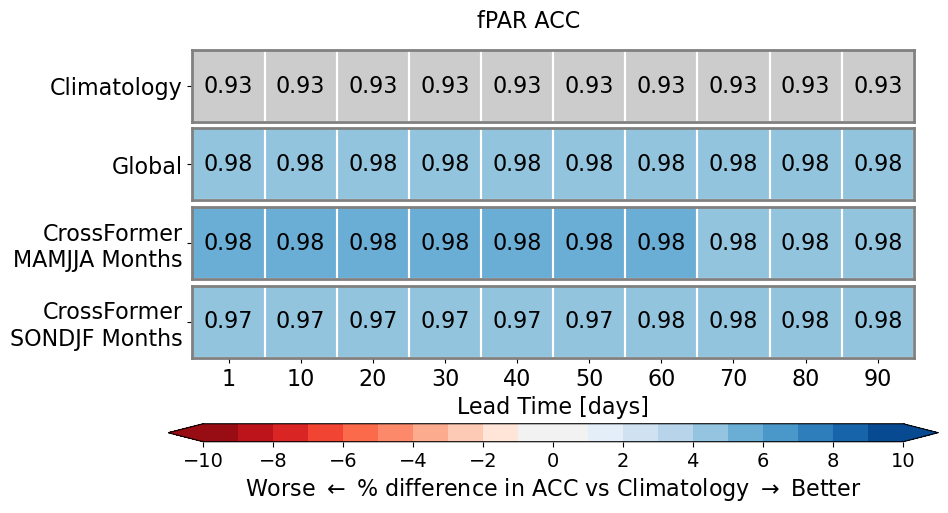 fPAR ACC
Climatology 0.93 0.93 0.93 0.93 0.93 0.93 0.93 0.93 0.93 0.93
Global 0.98 0.98 0.98 0.98 0.98 0.98 0.98 0.98 0.98 0.98
CrossFormer
MAMJJA Months 0.98 0.98 0.98 0.98 0.98 0.98 0.98 0.98 0.98 0.98
CrossFormer
SONDJF Months 0.97 0.97 0.97 0.97 0.97 0.97 0.98 0.98 0.98 0.98
1 10 20 30 40 50 60 70 80 90
Lead Time [days]
−10 −8 −6 −4 −2 0 2 4 6 8 10
Worse ← % difference in ACC vs Climatology → Better